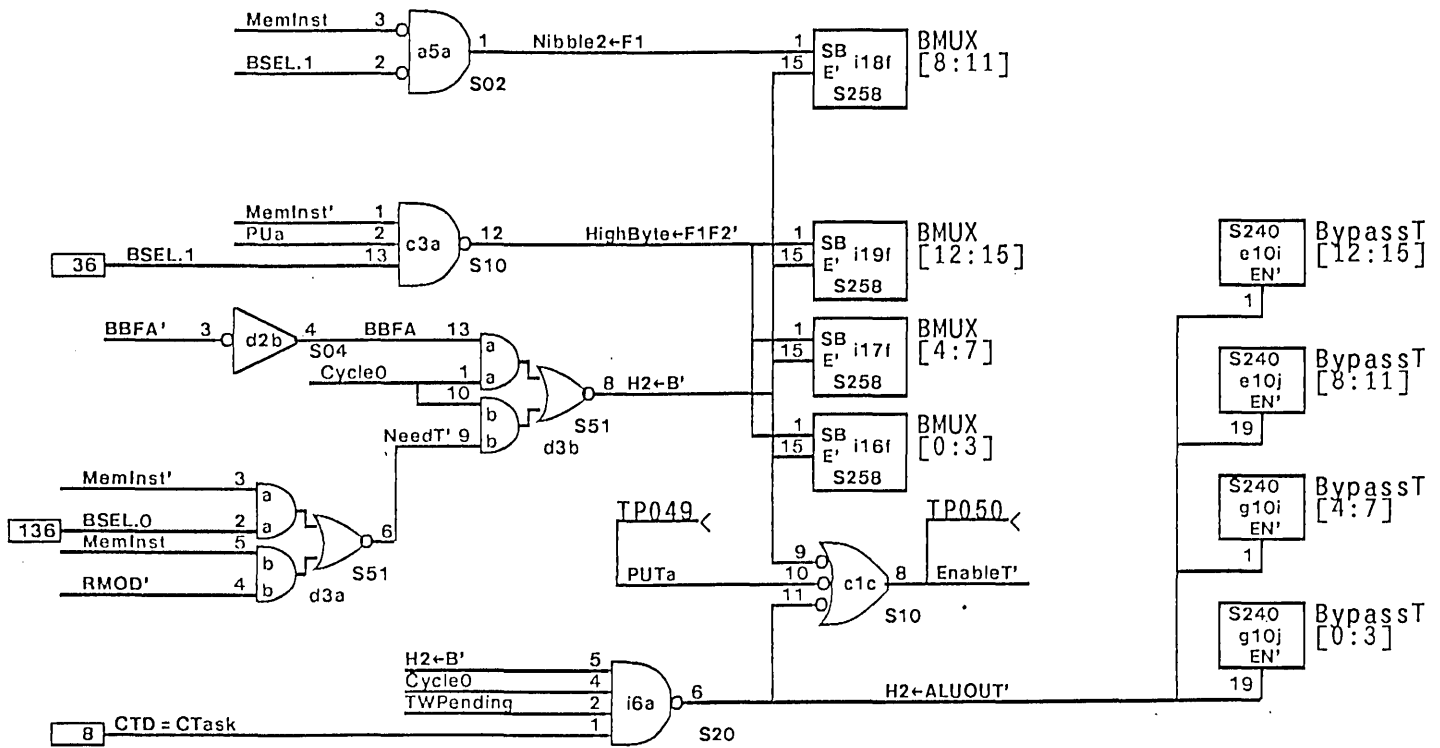 MemInst 3
a5a 1 Nibble2←F1
BSEL.1 2
S02
1 SB i18f
15 E'
S258
BMUX
[8:11]
MemInst' 1
PUa 2
36 BSEL.1 13
c3a 12 HighByte←F1F2'
S10
1 SB i19f
15 E'
S258
BMUX
[12:15]
S240
e10i
EN'
1
BypassT
[12:15]
BBFA' 3 d2b 4 BBFA 13
S04
Cycle0 1
10
a
a
b
b
NeedT' 9
d3b
S51
8 H2←B'
1 SB i17f
15 E'
S258
BMUX
[4:7]
S240
e10j
EN'
19
BypassT
[8:11]
1 SB i16f
15 E'
S258
BMUX
[0:3]
MemInst' 3
136 BSEL.0 2
MemInst 5
RMOD' 4
a
a
b
b
6
S51
d3a
TP049
TP050
9
PUTa 10
11
c1c 8 EnableT'
S10
S240
g10i
EN'
1
BypassT
[4:7]
S240
g10j
EN'
19
BypassT
[0:3]
H2←B' 5
Cycle0 4
TWPending 2
8 CTD = CTask 1
i6a 6 H2←ALUOUT'
S20